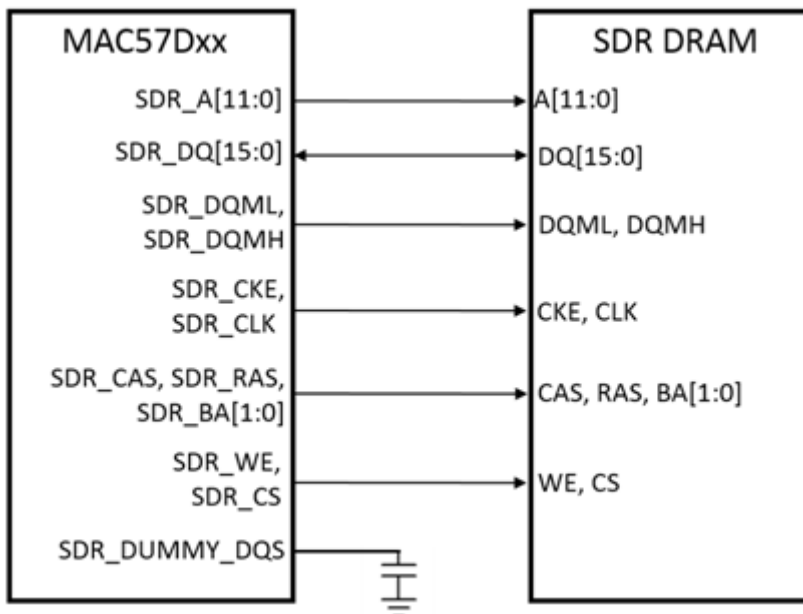 MAC57Dxx
SDR DRAM
SDR_A[11:0]
A[11:0]
SDR_DQ[15:0]
DQ[15:0]
SDR_DQML,
SDR_DQMH
DQML, DQMH
SDR_CKE,
SDR_CLK
CKE, CLK
SDR_CAS, SDR_RAS,
SDR_BA[1:0]
CAS, RAS, BA[1:0]
SDR_WE,
SDR_CS
WE, CS
SDR_DUMMY_DQS